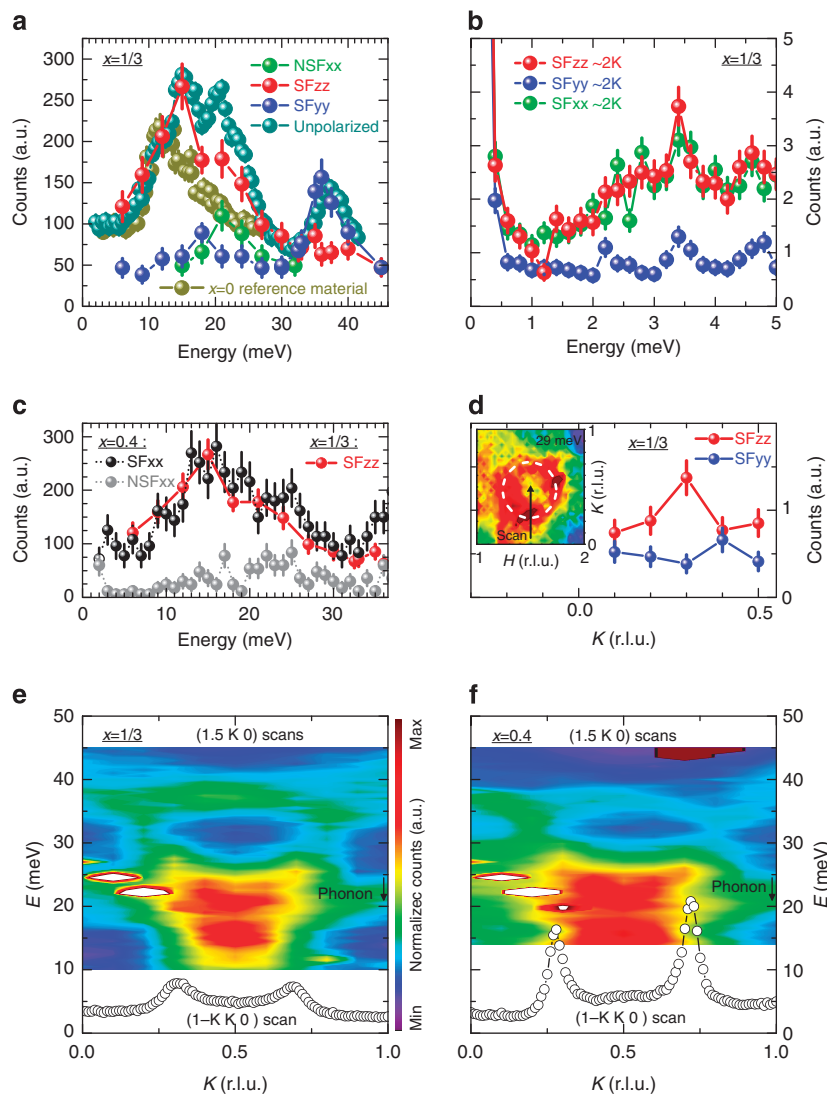 a
x=1/3
NSFxx
SFzz
SFyy
Unpolarized
x=0 reference material
Counts (a.u.)
300
250
200
150
100
50
0
0 10 20 30 40
Energy (meV)
b
SFzz ~2K
SFyy ~2K
SFxx ~2K
x=1/3
5
4
3
2
1
0
Counts (a.u.)
0 1 2 3 4 5
Energy (meV)
c
x=0.4 :
SFxx
NSFxx
x=1/3 :
SFzz
Counts (a.u.)
300
250
200
150
100
50
0
0 10 20 30
Energy (meV)
d
29 meV
1
K (r.l.u.)
0
Scan
1 2
H (r.l.u.)
x=1/3
SFzz
SFyy
1
0
Counts (a.u.)
0.0 0.5
K (r.l.u.)
e
x=1/3
(1.5 K 0) scans
Phonon
(1–K K 0 ) scan
E (meV)
50
40
30
20
10
0
0.0 0.5 1.0
K (r.l.u.)
Max
Normalizec counts (a.u.)
Min
f
x=0.4
(1.5 K 0) scans
Phonon
(1–K K 0 ) scan
50
40
30
20
10
0
E (meV)
0.0 0.5 1.0
K (r.l.u.)